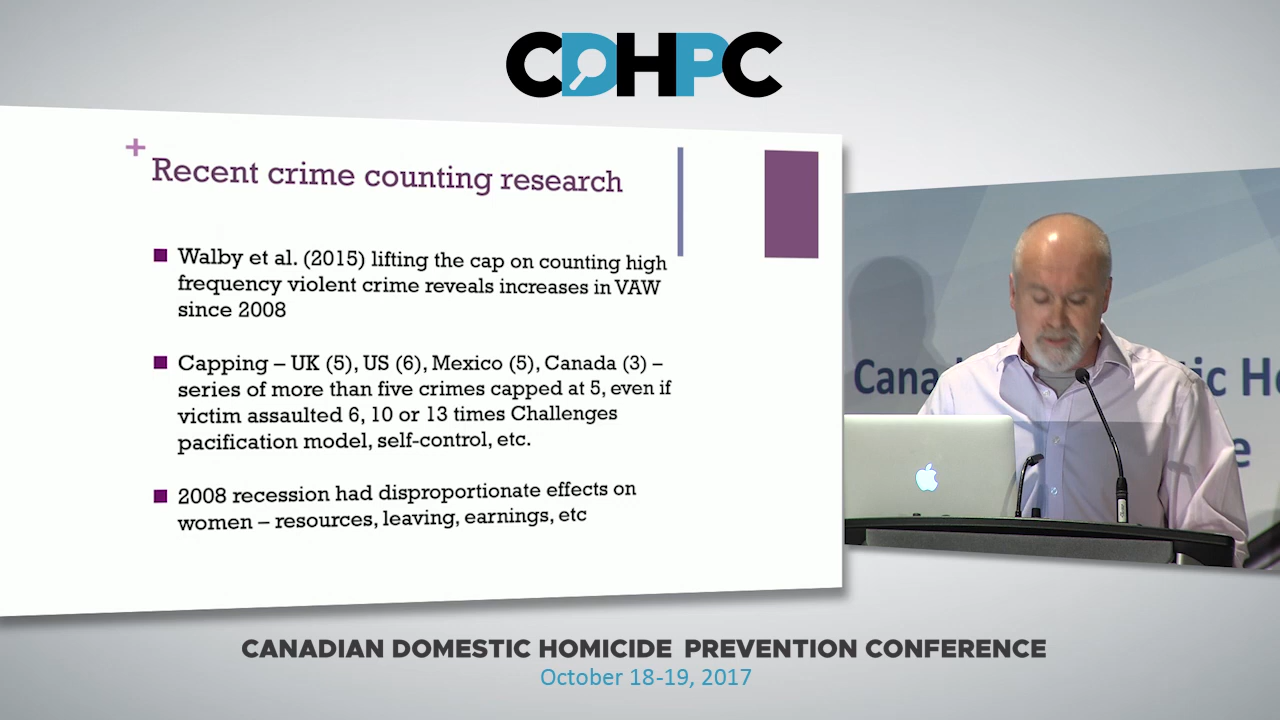 CDHPC
+
Recent crime counting research
Walby et al. (2015) lifting the cap on counting high
frequency violent crime reveals increases in VAW
since 2008
Capping – UK (5), US (6), Mexico (5), Canada (3) –
series of more than five crimes capped at 5, even if
victim assaulted 6, 10 or 13 times Challenges
pacification model, self-control, etc.
2008 recession had disproportionate effects on
women – resources, leaving, earnings, etc
Cana
ic Ho
e
CANADIAN DOMESTIC HOMICIDE PREVENTION CONFERENCE
October 18-19, 2017